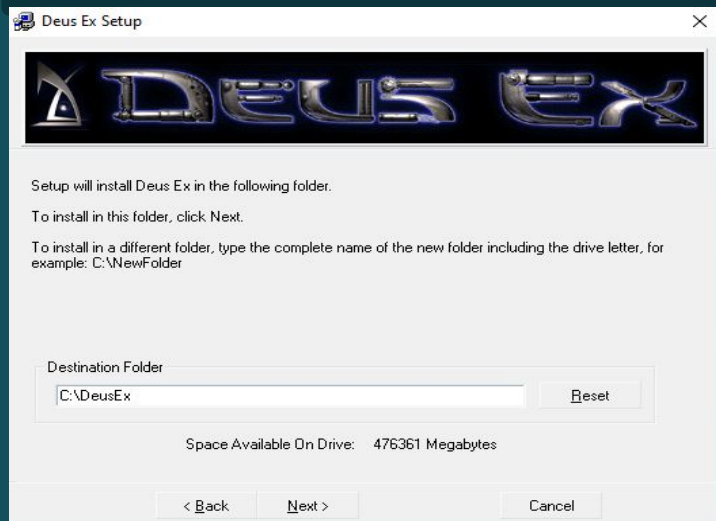 Deus Ex Setup
DEUS EX
Setup will install Deus Ex in the following folder.
To install in this folder, click Next.
To install in a different folder, type the complete name of the new folder including the drive letter, for
example: C:\NewFolder
Destination Folder
C:\DeusEx
Reset
Space Available On Drive: 476361 Megabytes
< Back
Next >
Cancel